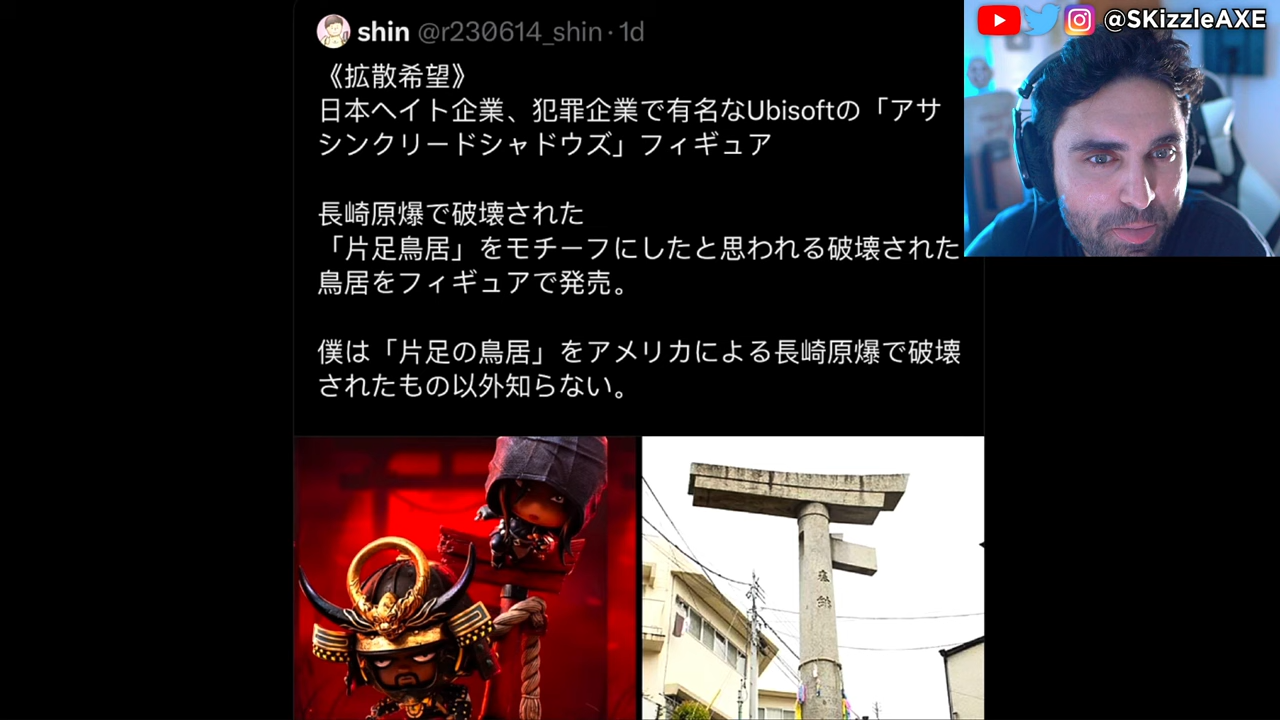 shin @r230614_shin · 1d
@SKizzleAXE
《拡散希望》
日本ヘイト企業、犯罪企業で有名なUbisoftの「アサ
シンクリードシャドウズ」フィギュア
長崎原爆で破壊された
「片足鳥居」をモチーフにしたと思われる破壊された
鳥居をフィギュアで発売。
僕は「片足の鳥居」をアメリカによる長崎原爆で破壊
されたもの以外知らない。